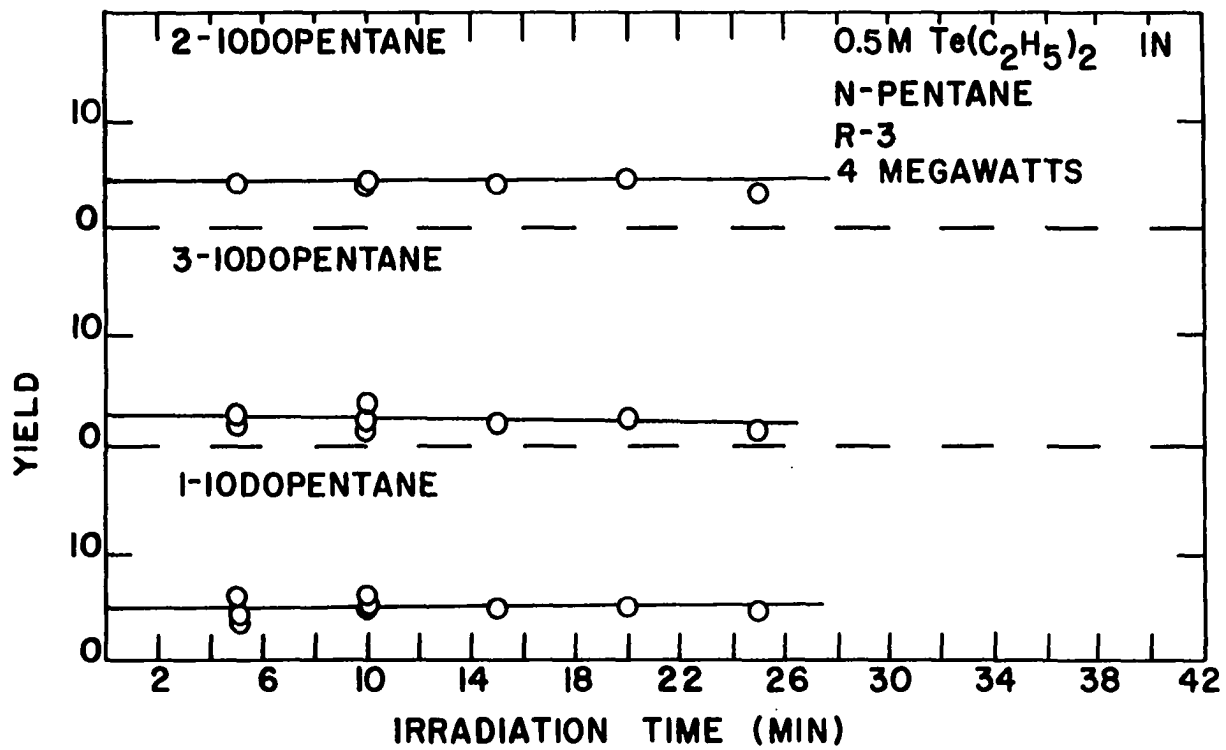 2-IODOPENTANE
0.5M Te(C2H5)2 IN
N-PENTANE
R-3
4 MEGAWATTS
10
0
3-IODOPENTANE
10
0
1-IODOPENTANE
10
0
YIELD
2 6 10 14 18 22 26 30 34 38 42
IRRADIATION TIME (MIN)